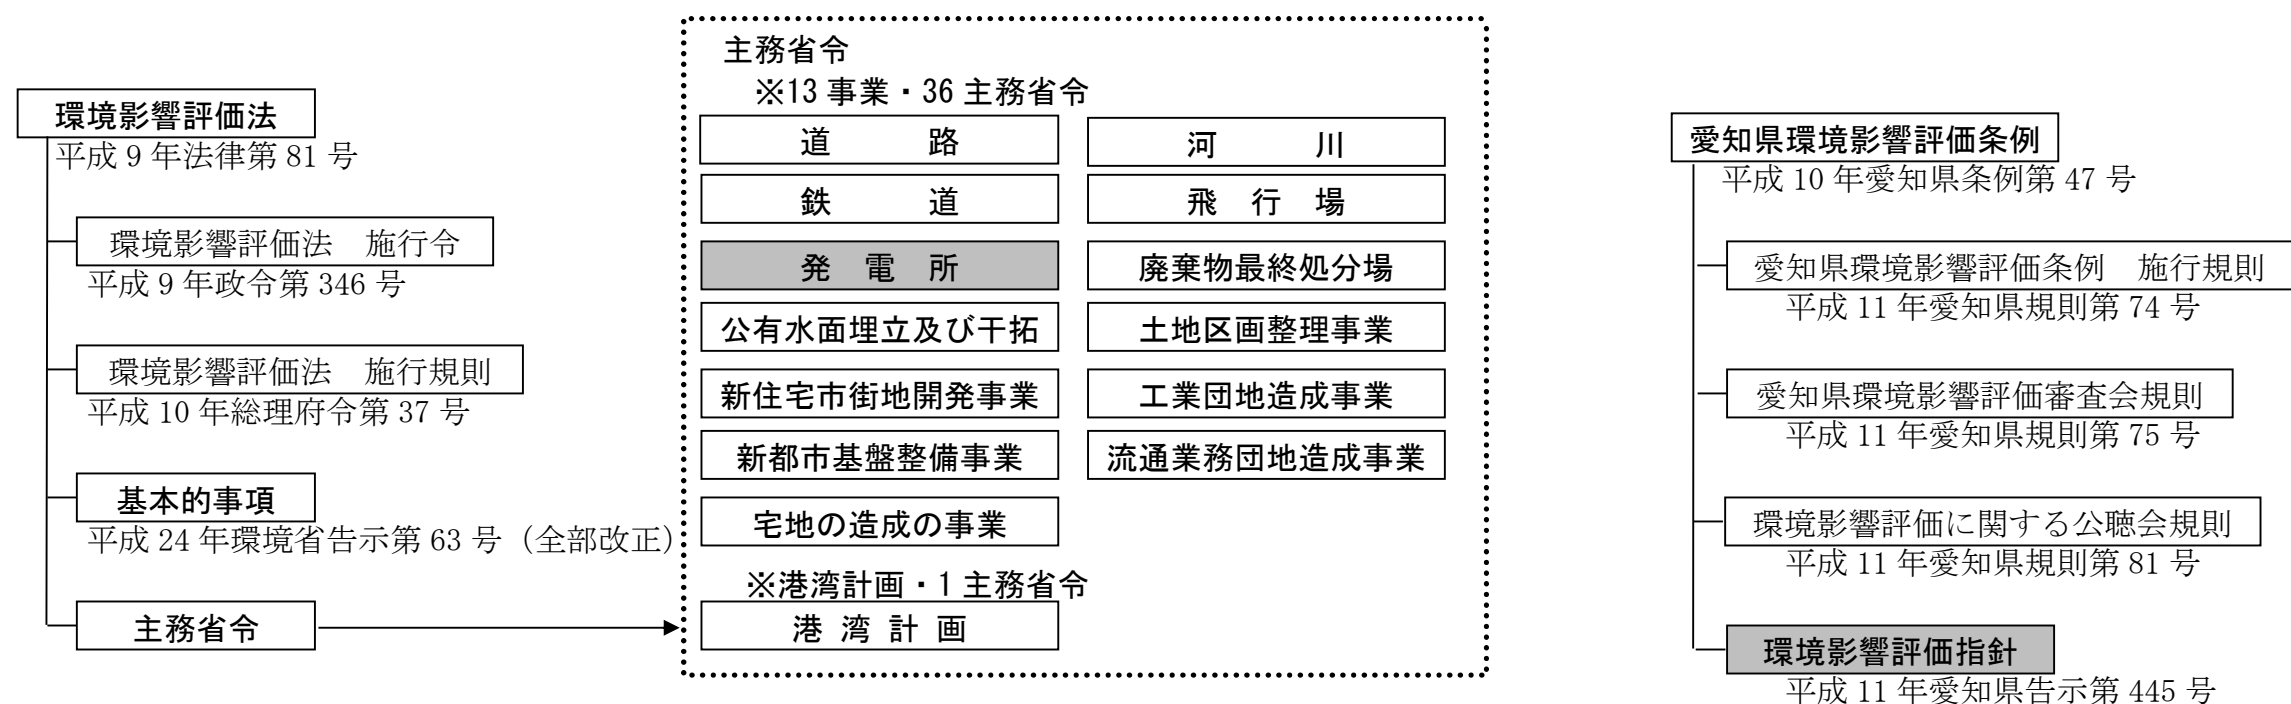 環境影響評価法
平成 9 年法律第 81 号
環境影響評価法　施行令
平成 9 年政令第 346 号
環境影響評価法　施行規則
平成 10 年総理府令第 37 号
基本的事項
平成 24 年環境省告示第 63 号（全部改正）
主務省令
主務省令
※13 事業・36 主務省令
道　　　路
河　　　川
鉄　　　道
飛　行　場
発　電　所
廃棄物最終処分場
公有水面埋立及び干拓
土地区画整理事業
新住宅市街地開発事業
工業団地造成事業
新都市基盤整備事業
流通業務団地造成事業
宅地の造成の事業
※港湾計画・1 主務省令
港 湾 計 画
愛知県環境影響評価条例
平成 10 年愛知県条例第 47 号
愛知県環境影響評価条例　施行規則
平成 11 年愛知県規則第 74 号
愛知県環境影響評価審査会規則
平成 11 年愛知県規則第 75 号
環境影響評価に関する公聴会規則
平成 11 年愛知県規則第 81 号
環境影響評価指針
平成 11 年愛知県告示第 445 号